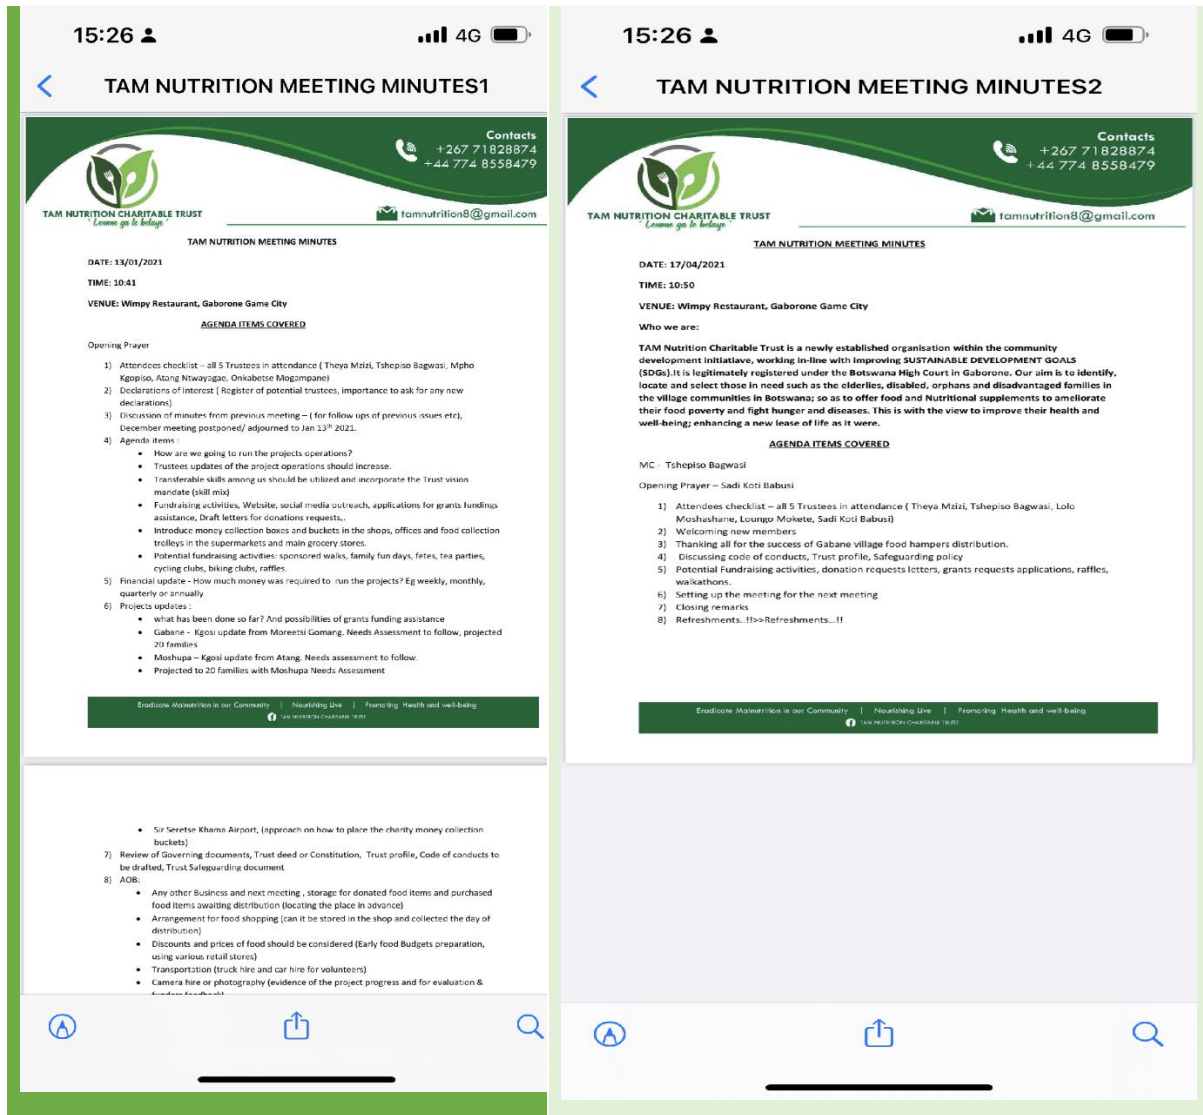 15:26
4G
TAM NUTRITION MEETING MINUTES1
Contacts
+267 71828874
+44 774 8558479
TAM NUTRITION CHARITABLE TRUST
"Lemme ga le bolaye"
tamnutrition8@gmail.com
TAM NUTRITION MEETING MINUTES
DATE: 13/01/2021
TIME: 10:41
VENUE: Wimpy Restaurant, Gaborone Game City
AGENDA ITEMS COVERED
Opening Prayer
1) Attendees checklist – all 5 Trustees in attendance ( Theya Mzizi, Tshepiso Bagwasi, Mpho
Kgopiso, Atang Ntwayagae, Onkabetse Mogampane)
2) Declarations of Interest ( Register of potential trustees, importance to ask for any new
declarations)
3) Discussion of minutes from previous meeting – ( for follow ups of previous issues etc),
December meeting postponed/ adjourned to Jan 13th 2021.
4) Agenda items :
• How are we going to run the projects operations?
• Trustees updates of the project operations should increase.
• Transferable skills among us should be utilized and incorporate the Trust vision
mandate (skill mix)
• Fundraising activities, Website, social media outreach, applications for grants fundings
assistance, Draft letters for donations requests,.
• Introduce money collection boxes and buckets in the shops, offices and food collection
trolleys in the supermarkets and main grocery stores.
• Potential fundraising activities: sponsored walks, family fun days, fetes, tea parties,
cycling clubs, biking clubs, raffles.
5) Financial update - How much money was required to run the projects? Eg weekly, monthly,
quarterly or annually
6) Projects updates :
• what has been done so far? And possibilities of grants funding assistance
• Gabane - Kgosi update from Moreetsi Gomang. Needs Assessment to follow, projected
20 families
• Moshupa – Kgosi update from Atang. Needs assessment to follow.
• Projected to 20 families with Moshupa Needs Assessment
Eradicate Malnutrition in our Community | Nourishing Live | Promoting Health and well-being
TAM NUTRITION CHARITABLE TRUST
• Sir Seretse Khama Airport, (approach on how to place the charity money collection
buckets)
7) Review of Governing documents, Trust deed or Constitution, Trust profile, Code of conducts to
be drafted, Trust Safeguarding document
8) AOB:
• Any other Business and next meeting , storage for donated food items and purchased
food items awaiting distribution (locating the place in advance)
• Arrangement for food shopping (can it be stored in the shop and collected the day of
distribution)
• Discounts and prices of food should be considered (Early food Budgets preparation,
using various retail stores)
• Transportation (truck hire and car hire for volunteers)
• Camera hire or photography (evidence of the project progress and for evaluation &
funders feedback)
15:26
4G
TAM NUTRITION MEETING MINUTES2
Contacts
+267 71828874
+44 774 8558479
TAM NUTRITION CHARITABLE TRUST
"Lemme ga le bolaye"
tamnutrition8@gmail.com
TAM NUTRITION MEETING MINUTES
DATE: 17/04/2021
TIME: 10:50
VENUE: Wimpy Restaurant, Gaborone Game City
Who we are:
TAM Nutrition Charitable Trust is a newly established organisation within the community
development initiatiave, working in-line with improving SUSTAINABLE DEVELOPMENT GOALS
(SDGs).It is legitimately registered under the Botswana High Court in Gaborone. Our aim is to identify,
locate and select those in need such as the elderlies, disabled, orphans and disadvantaged families in
the village communities in Botswana; so as to offer food and Nutritional supplements to ameliorate
their food poverty and fight hunger and diseases. This is with the view to improve their health and
well-being; enhancing a new lease of life as it were.
AGENDA ITEMS COVERED
MC - Tshepiso Bagwasi
Opening Prayer – Sadi Koti Babusi
1) Attendees checklist – all 5 Trustees in attendance ( Theya Mzizi, Tshepiso Bagwasi, Lolo
Moshashane, Loungo Mokete, Sadi Koti Babusi)
2) Welcoming new members
3) Thanking all for the success of Gabane village food hampers distribution.
4) Discussing code of conducts, Trust profile, Safeguarding policy
5) Potential Fundraising activities, donation requests letters, grants requests applications, raffles,
walkathons.
6) Setting up the meeting for the next meeting
7) Closing remarks
8) Refreshments..!!>>Refreshments...!!
Eradicate Malnutrition in our Community | Nourishing Live | Promoting Health and well-being
TAM NUTRITION CHARITABLE TRUST